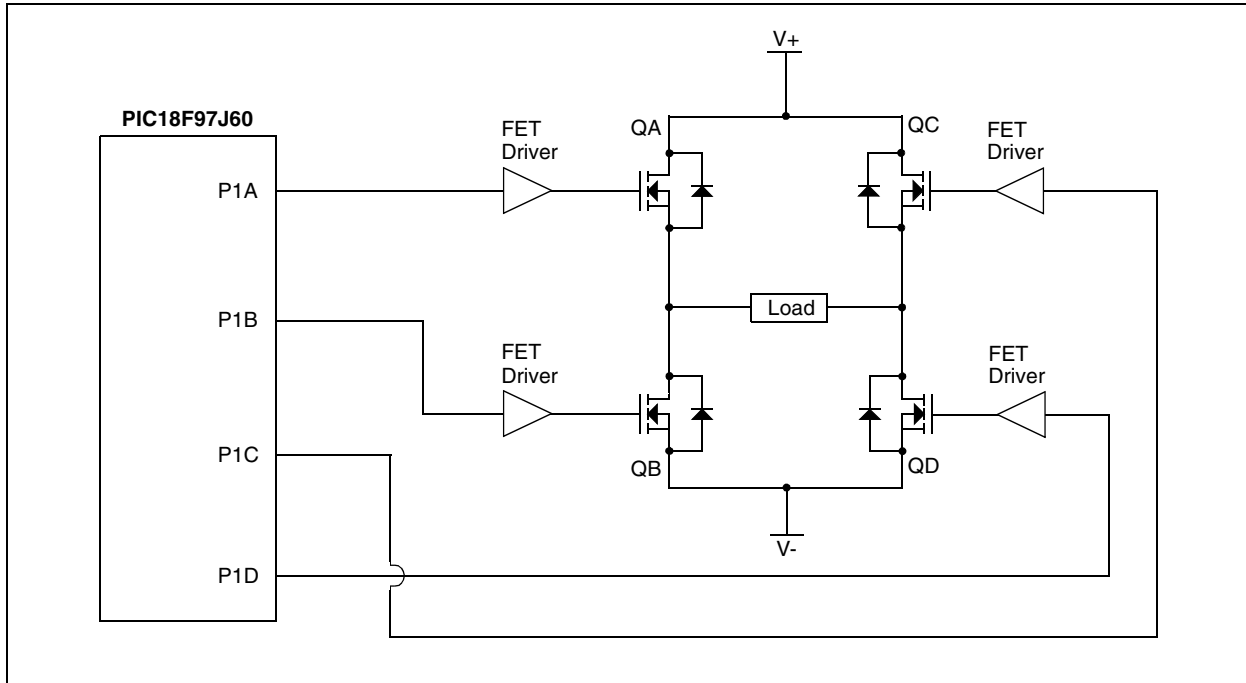 V+
PIC18F97J60
FET
Driver
QA
QC
FET
Driver
P1A
P1B
Load
FET
Driver
FET
Driver
P1C
QB
QD
V-
P1D